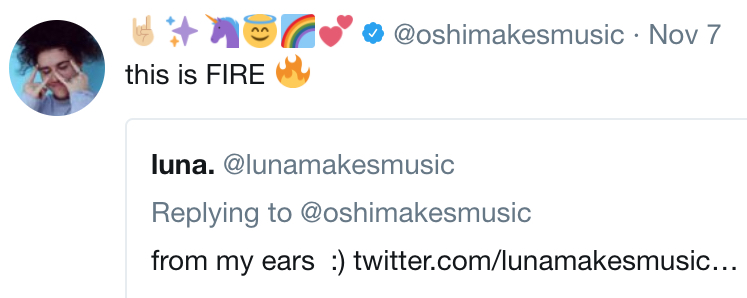 🤘🏼✨🦄😇🌈💕 @oshimakesmusic · Nov 7
this is FIRE 🔥
luna. @lunamakesmusic
Replying to @oshimakesmusic
from my ears  :) twitter.com/lunamakesmusic…